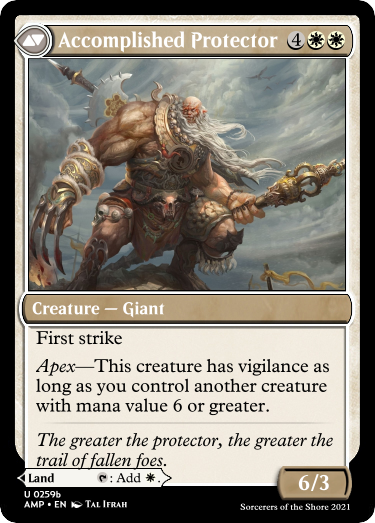 Accomplished Protector 4
Creature — Giant
First strike
Apex—This creature has vigilance as
long as you control another creature
with mana value 6 or greater.
The greater the protector, the greater the
trail of fallen foes.
Land : Add .
6/3
U 0259b
AMP • EN Tal Ifrah
Sorcerers of the Shore 2021